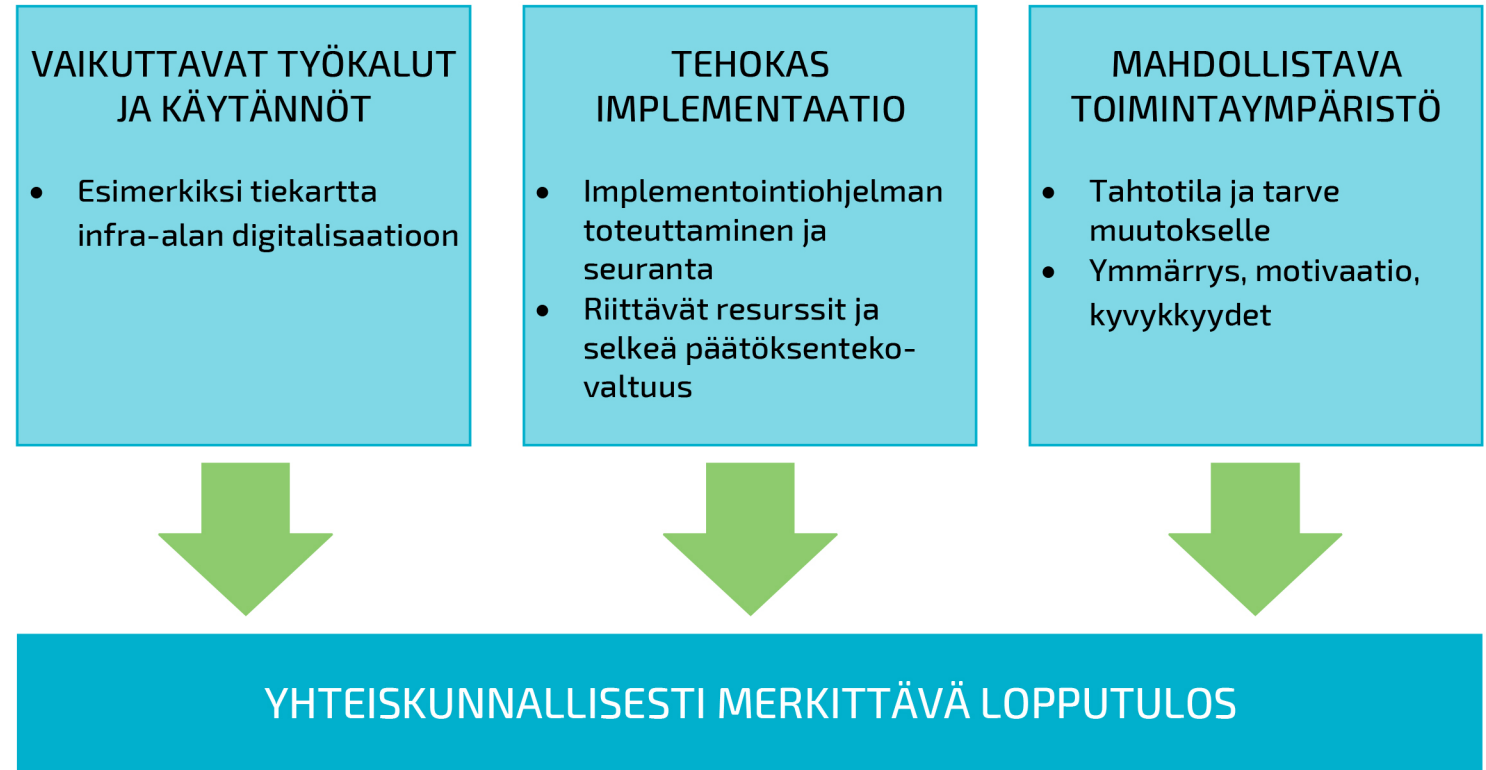 VAIKUTTAVAT TYÖKALUT
JA KÄYTÄNNÖT
• Esimerkiksi tiekartta
infra-alan digitalisaatioon
TEHOKAS
IMPLEMENTAATIO
• Implementointiohjelman
toteuttaminen ja
seuranta
• Riittävät resurssit ja
selkeä päätöksenteko-
valtuus
MAHDOLLISTAVA
TOIMINTAYMPÄRISTÖ
• Tahtotila ja tarve
muutokselle
• Ymmärrys, motivaatio,
kyvykkyydet
YHTEISKUNNALLISESTI MERKITTÄVÄ LOPPUTULOS